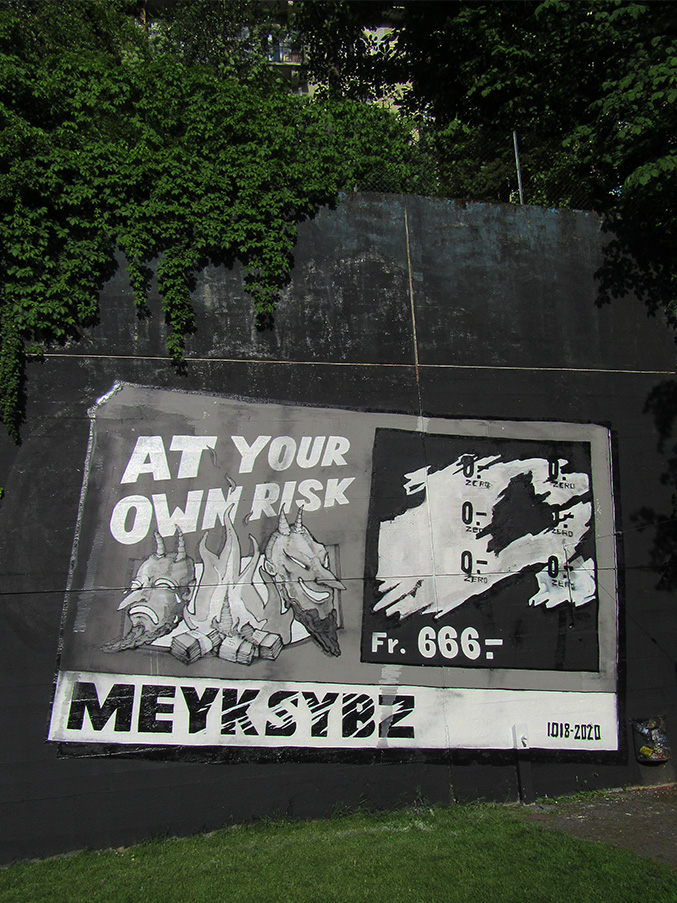 AT YOUR
OWN RISK
0.- 0.-
ZERO ZERO
0.- 0.-
ZERO ZERO
0.- 0.-
ZERO ZERO
Fr. 666.-
MEYKSYBZ
1018-2020